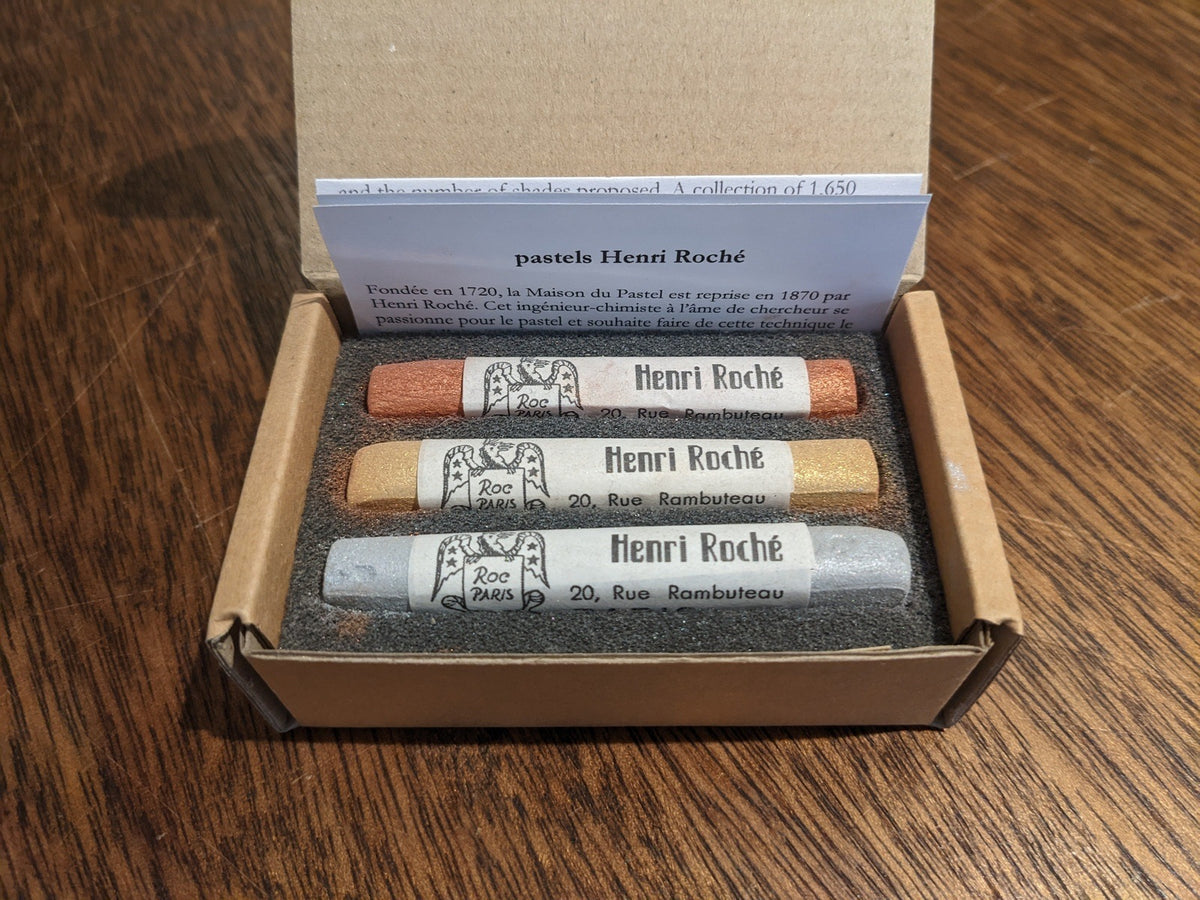 and the number of shades proposed. A collection of 1,650
pastels Henri Roché
Fondée en 1720, la Maison du Pastel est reprise en 1870 par
Henri Roché. Cet ingénieur-chimiste à l'âme de chercheur se
passionne pour le pastel et souhaite faire de cette technique le
Roc
PARIS
Henri Roché
20, Rue Rambuteau
Roc
PARIS
Henri Roché
20, Rue Rambuteau
Roc
PARIS
Henri Roché
20, Rue Rambuteau